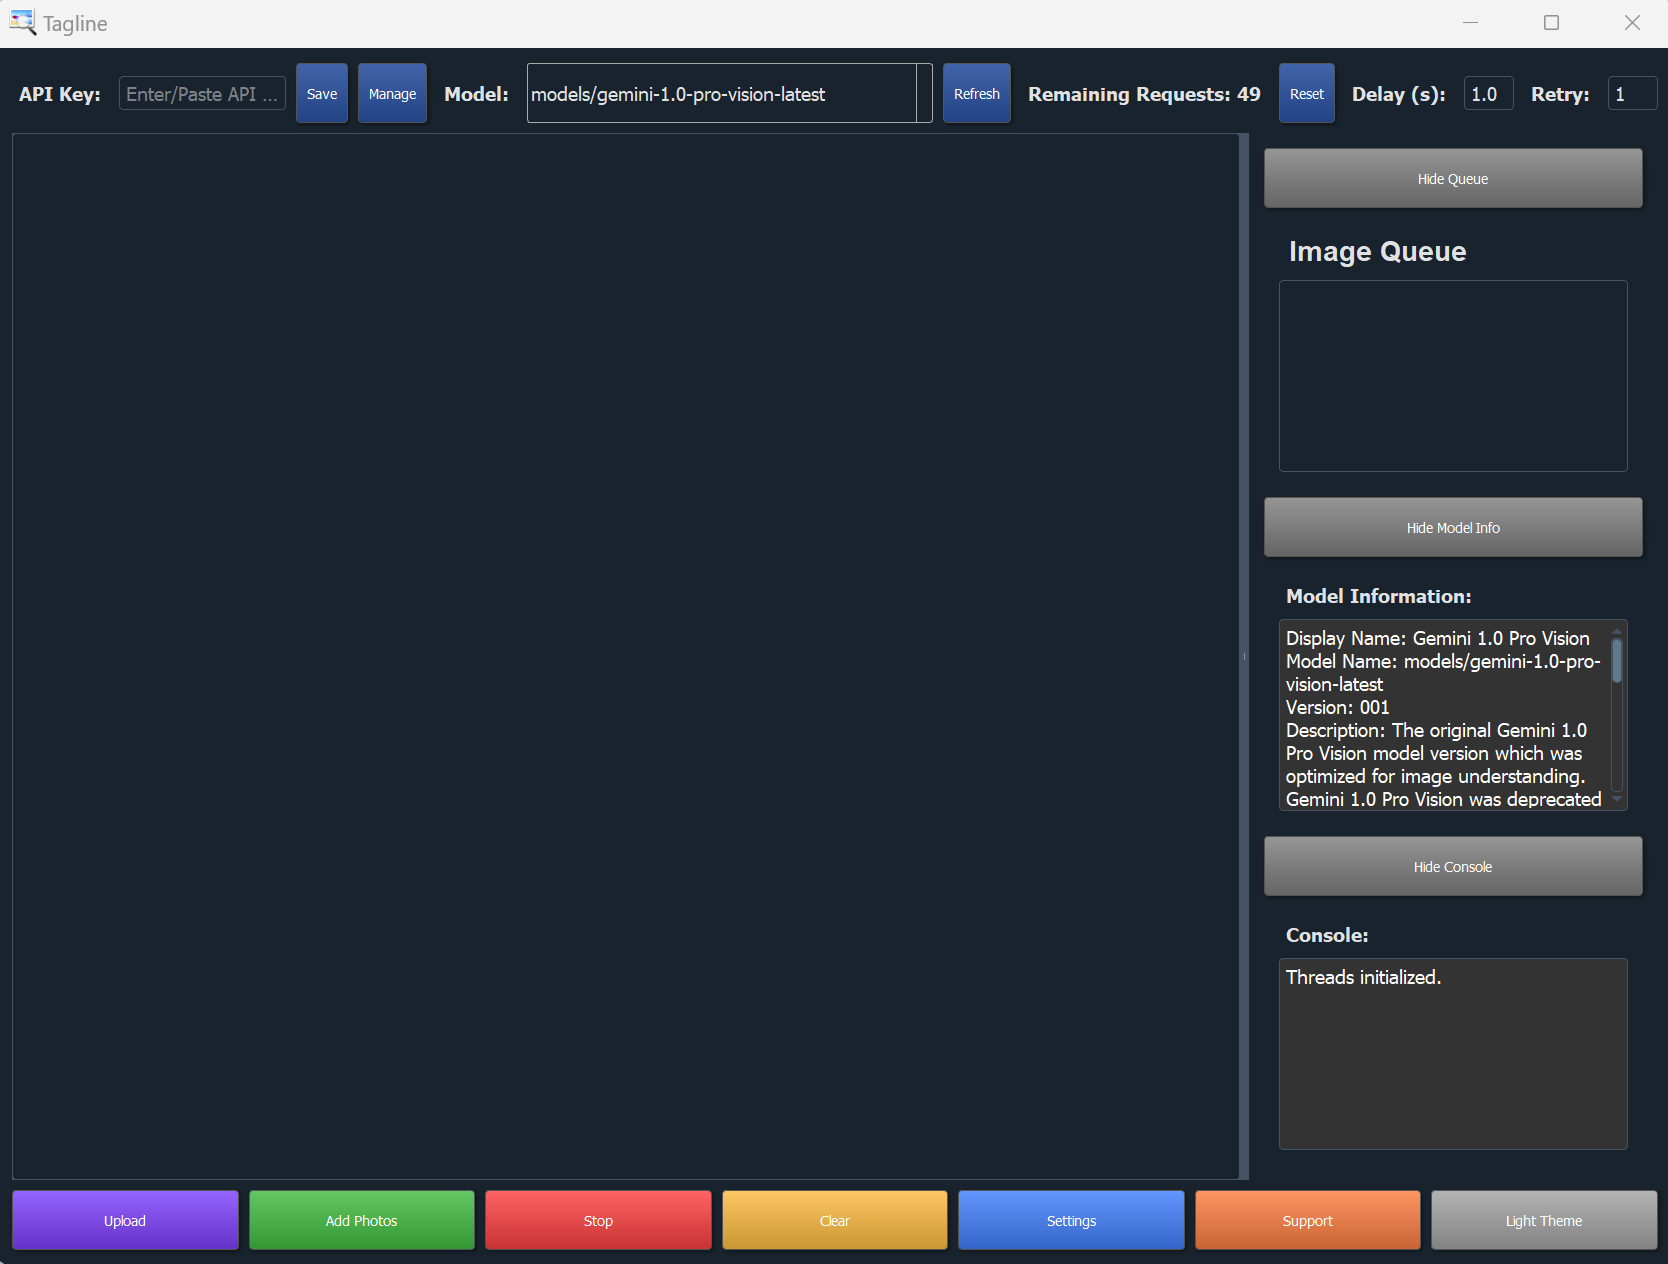 Tagline
API Key: Enter/Paste API ... Save Manage Model: models/gemini-1.0-pro-vision-latest Refresh Remaining Requests: 49 Reset Delay (s): 1.0 Retry: 1
Hide Queue
Image Queue
Hide Model Info
Model Information:
Display Name: Gemini 1.0 Pro Vision
Model Name: models/gemini-1.0-pro-
vision-latest
Version: 001
Description: The original Gemini 1.0
Pro Vision model version which was
optimized for image understanding.
Gemini 1.0 Pro Vision was deprecated
Hide Console
Console:
Threads initialized.
Upload Add Photos Stop Clear Settings Support Light Theme